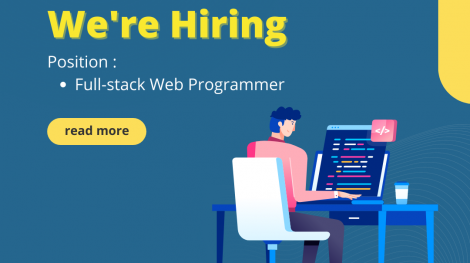 We're Hiring
Position :
• Full-stack Web Programmer
read more
</>